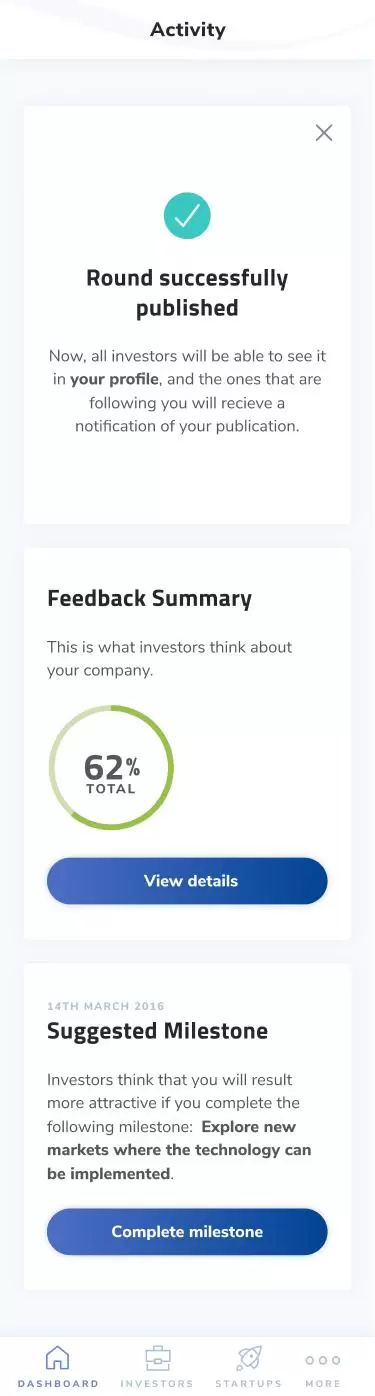 Activity
Round successfully
published
Now, all investors will be able to see it
in your profile, and the ones that are
following you will recieve a
notification of your publication.
Feedback Summary
This is what investors think about
your company.
62%
TOTAL
View details
14TH MARCH 2016
Suggested Milestone
Investors think that you will result
more attractive if you complete the
following milestone: Explore new
markets where the technology can
be implemented.
Complete milestone
DASHBOARD INVESTORS STARTUPS MORE